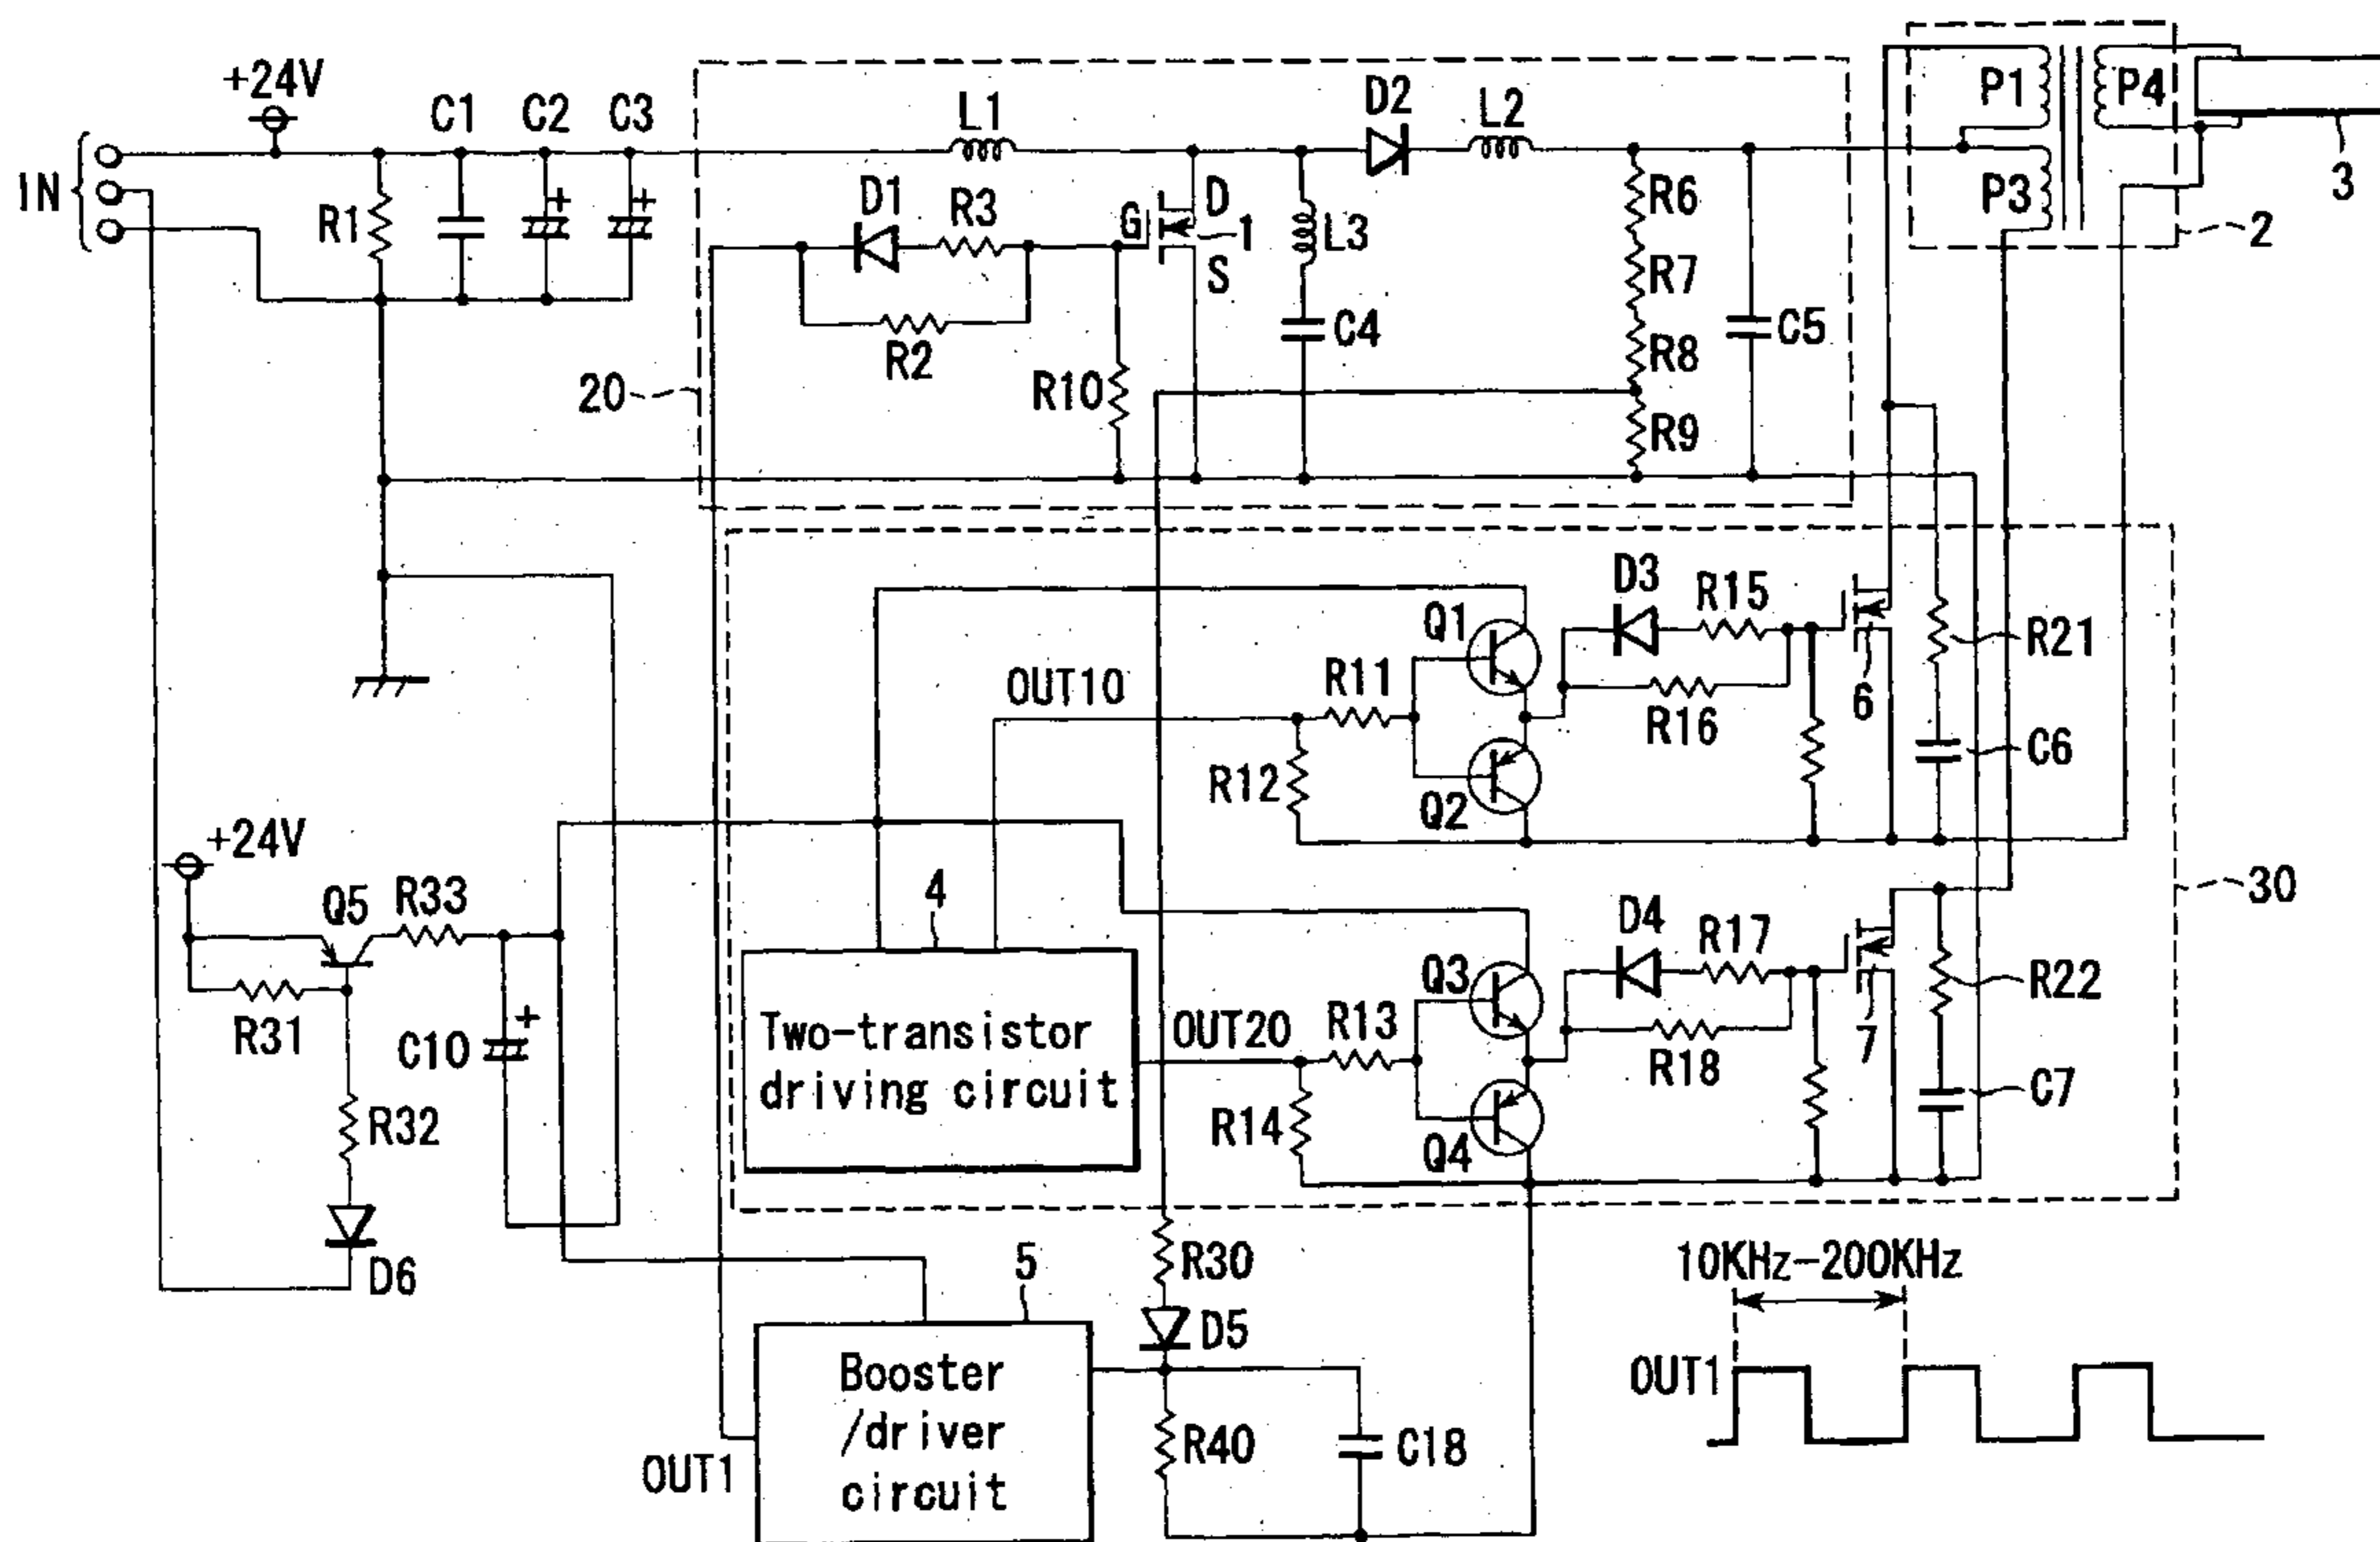 +24V
C1
C2
C3
IN
R1
L1
D2
L2
P1
P4
3
P3
2
D1
R3
G
D
1
S
L3
R6
R7
R2
C4
R8
C5
20
R10
R9
D3
R15
Q1
R21
OUT10
R11
6
R16
C6
R12
Q2
+24V
30
Q5
R33
4
D4
R17
Q3
R22
R31
C10
+
Two-transistor
driving circuit
OUT20
R13
7
R18
C7
R14
Q4
R32
D6
5
R30
10KHz-200KHz
D5
Booster
/driver
circuit
OUT1
R40
C18
OUT1
+
+